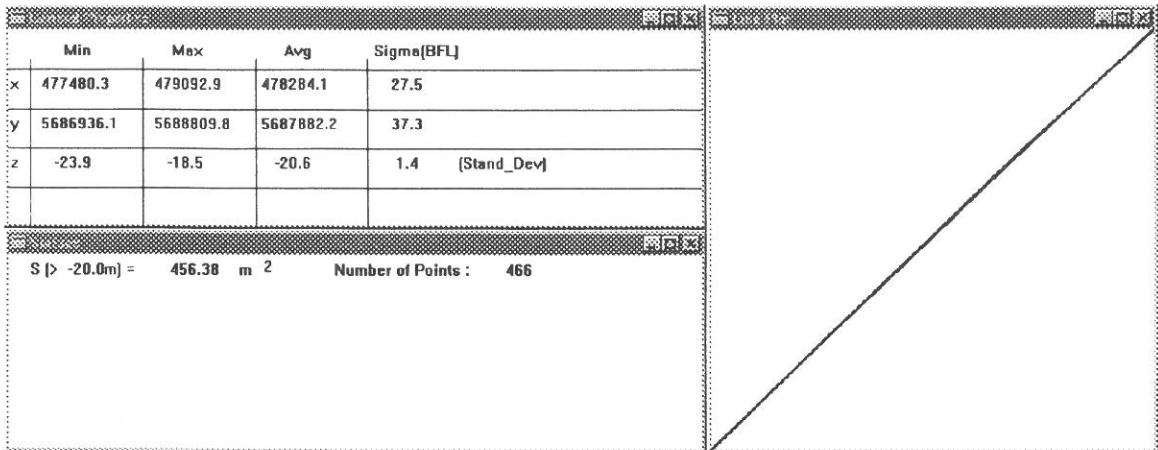 Min Max Avg Sigma(BFL)
x 477480.3 479092.9 478284.1 27.5
y 5686936.1 5688809.8 5687882.2 37.3
z -23.9 -18.5 -20.6 1.4 (Stand_Dev)
S (> -20.0m) = 456.38 m 2 Number of Points : 466